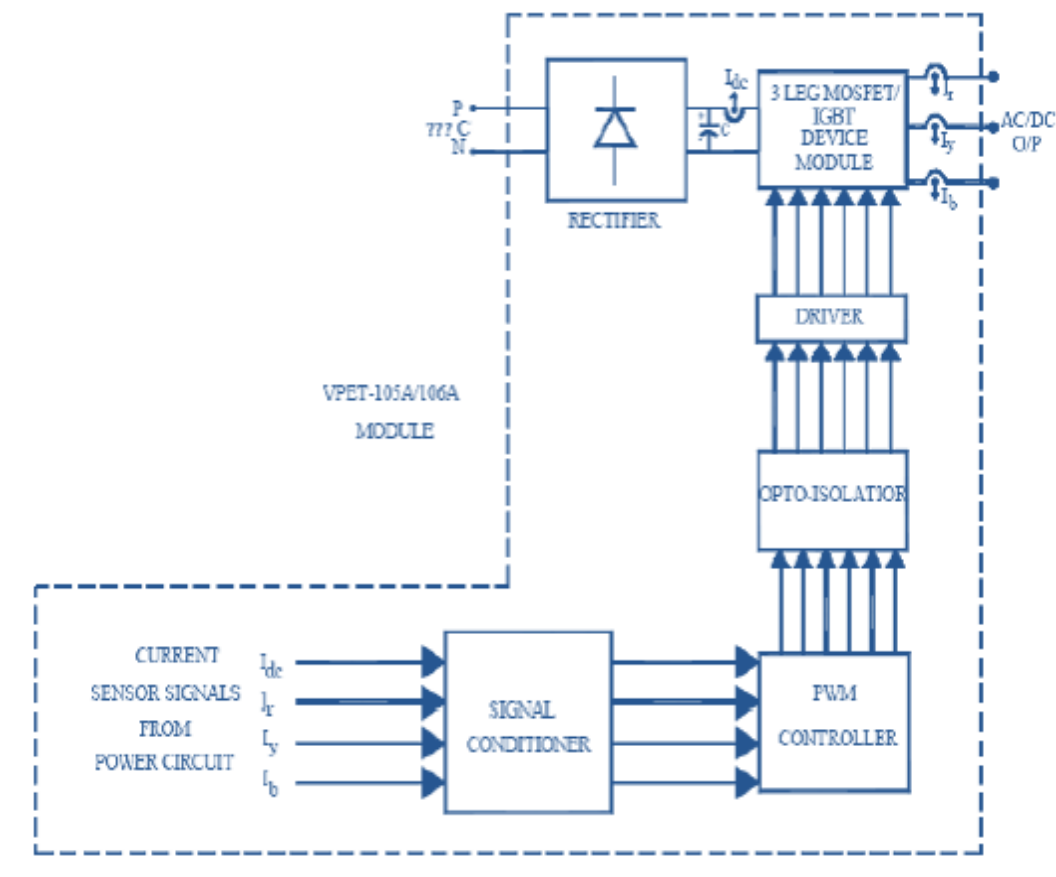 P
??? C
N
RECTIFIER
Idc
C
3 LEG MOSFET/
IGBT
DEVICE
MODULE
Ir
Iy
Ib
AC/DC
O/P
DRIVER
VPET-105A/106A
MODULE
OPTO-ISOLATIOR
CURRENT
SENSOR SIGNALS
FROM
POWER CIRCUIT
Idc
Ir
Iy
Ib
SIGNAL
CONDITIONER
PWM
CONTROLLER